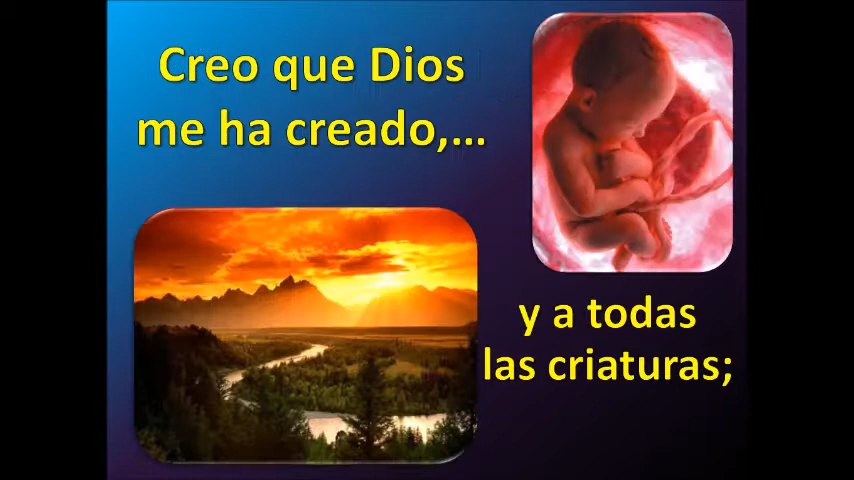 Creo que Dios
me ha creado,...
y a todas
las criaturas;